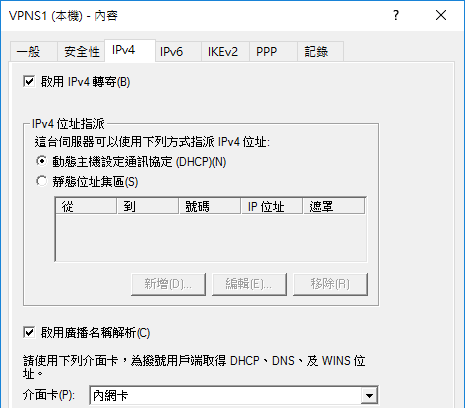 VPNS1 (本機) - 內容
?
一般 安全性 IPv4 IPv6 IKEv2 PPP 記錄
啟用 IPv4 轉寄(B)
IPv4 位址指派
這台伺服器可以使用下列方式指派 IPv4 位址:
動態主機設定通訊協定 (DHCP)(N)
靜態位址集區(S)
從 到 號碼 IP 位址 遮罩
新增(D)... 編輯(E)... 移除(R)
啟用廣播名稱解析(C)
請使用下列介面卡，為撥號用戶端取得 DHCP、DNS、及 WINS 位
址。
介面卡(P): 內網卡